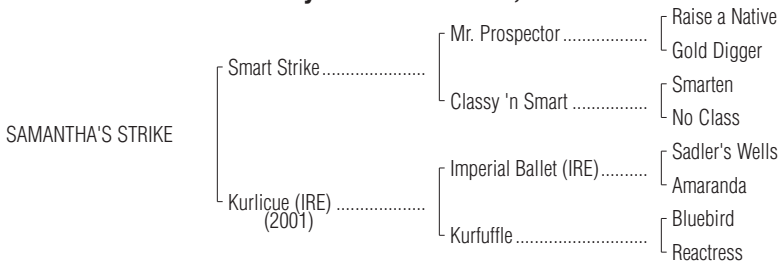 Raise a Native
Mr. Prospector
Gold Digger
Smart Strike
Smarten
Classy 'n Smart
No Class
SAMANTHA'S STRIKE
Sadler's Wells
Imperial Ballet (IRE)
Amaranda
Kurlicue (IRE)
(2001)
Bluebird
Kurfuffle
Reactress